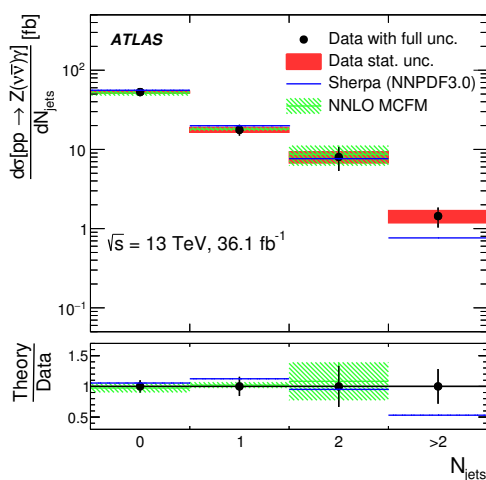 ATLAS
Data with full unc.
Data stat. unc.
Sherpa (NNPDF3.0)
NNLO MCFM
dσ[pp → Z(νν̄)γ] [fb]
dN_jets
10²
10
1
10⁻¹
√s = 13 TeV, 36.1 fb⁻¹
Theory
Data
1.5
1
0.5
0
1
2
>2
N_jets